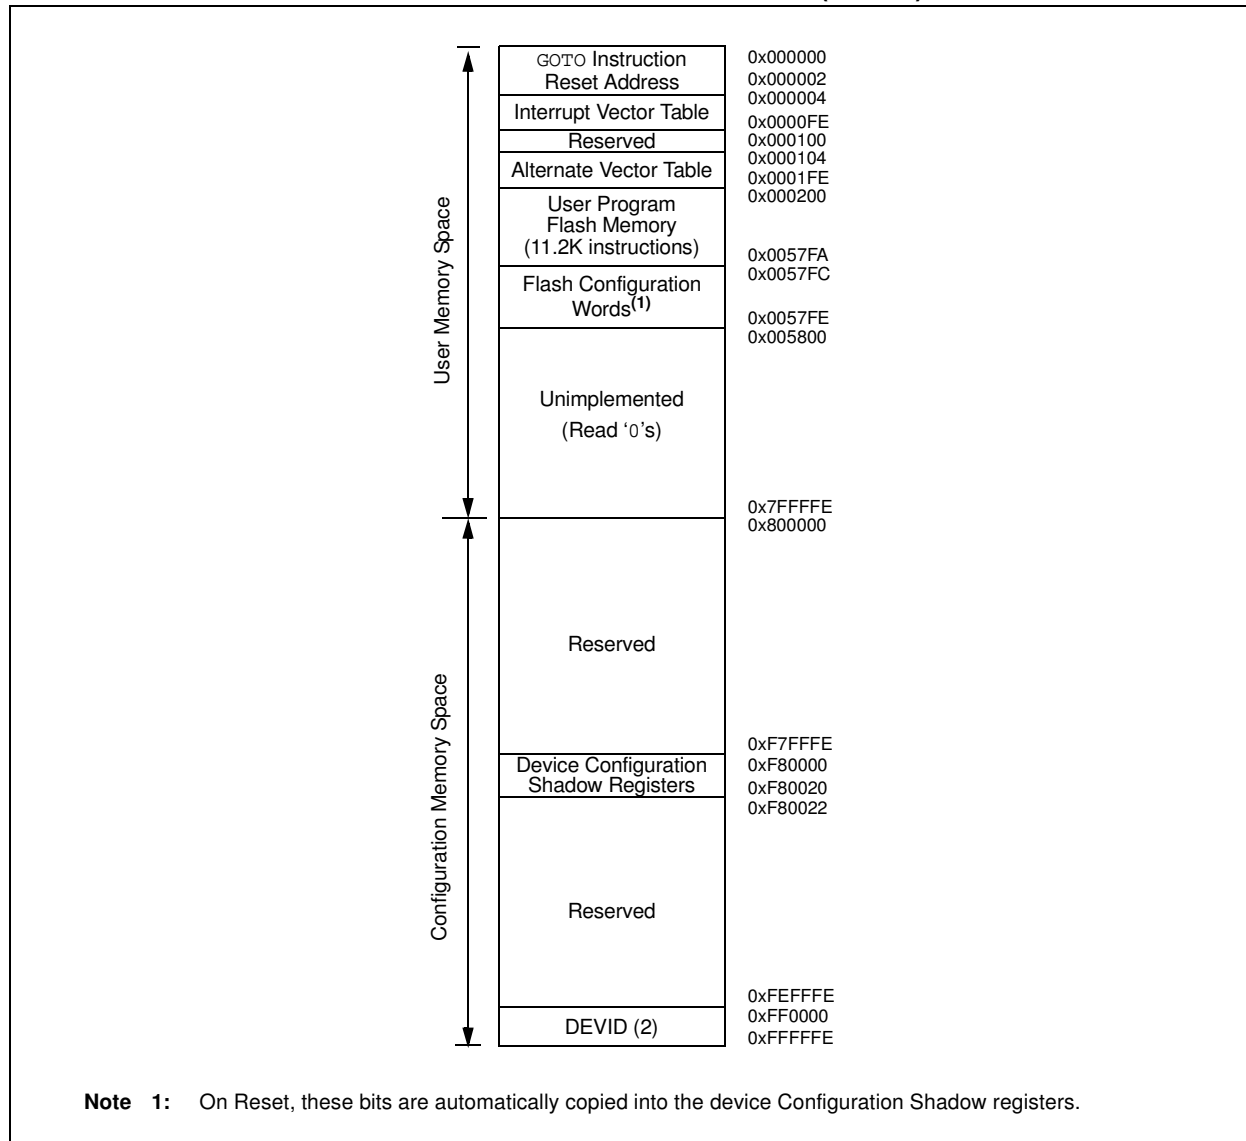 GOTO Instruction
Reset Address
Interrupt Vector Table
Reserved
Alternate Vector Table
User Program
Flash Memory
(11.2K instructions)
Flash Configuration
Words(1)
Unimplemented
(Read ‘0’s)
Reserved
Device Configuration
Shadow Registers
Reserved
DEVID (2)
0x000000
0x000002
0x000004
0x0000FE
0x000100
0x000104
0x0001FE
0x000200
0x0057FA
0x0057FC
0x0057FE
0x005800
0x7FFFFE
0x800000
0xF7FFFE
0xF80000
0xF80020
0xF80022
0xFEFFFE
0xFF0000
0xFFFFFE
User Memory Space
Configuration Memory Space
Note 1: On Reset, these bits are automatically copied into the device Configuration Shadow registers.